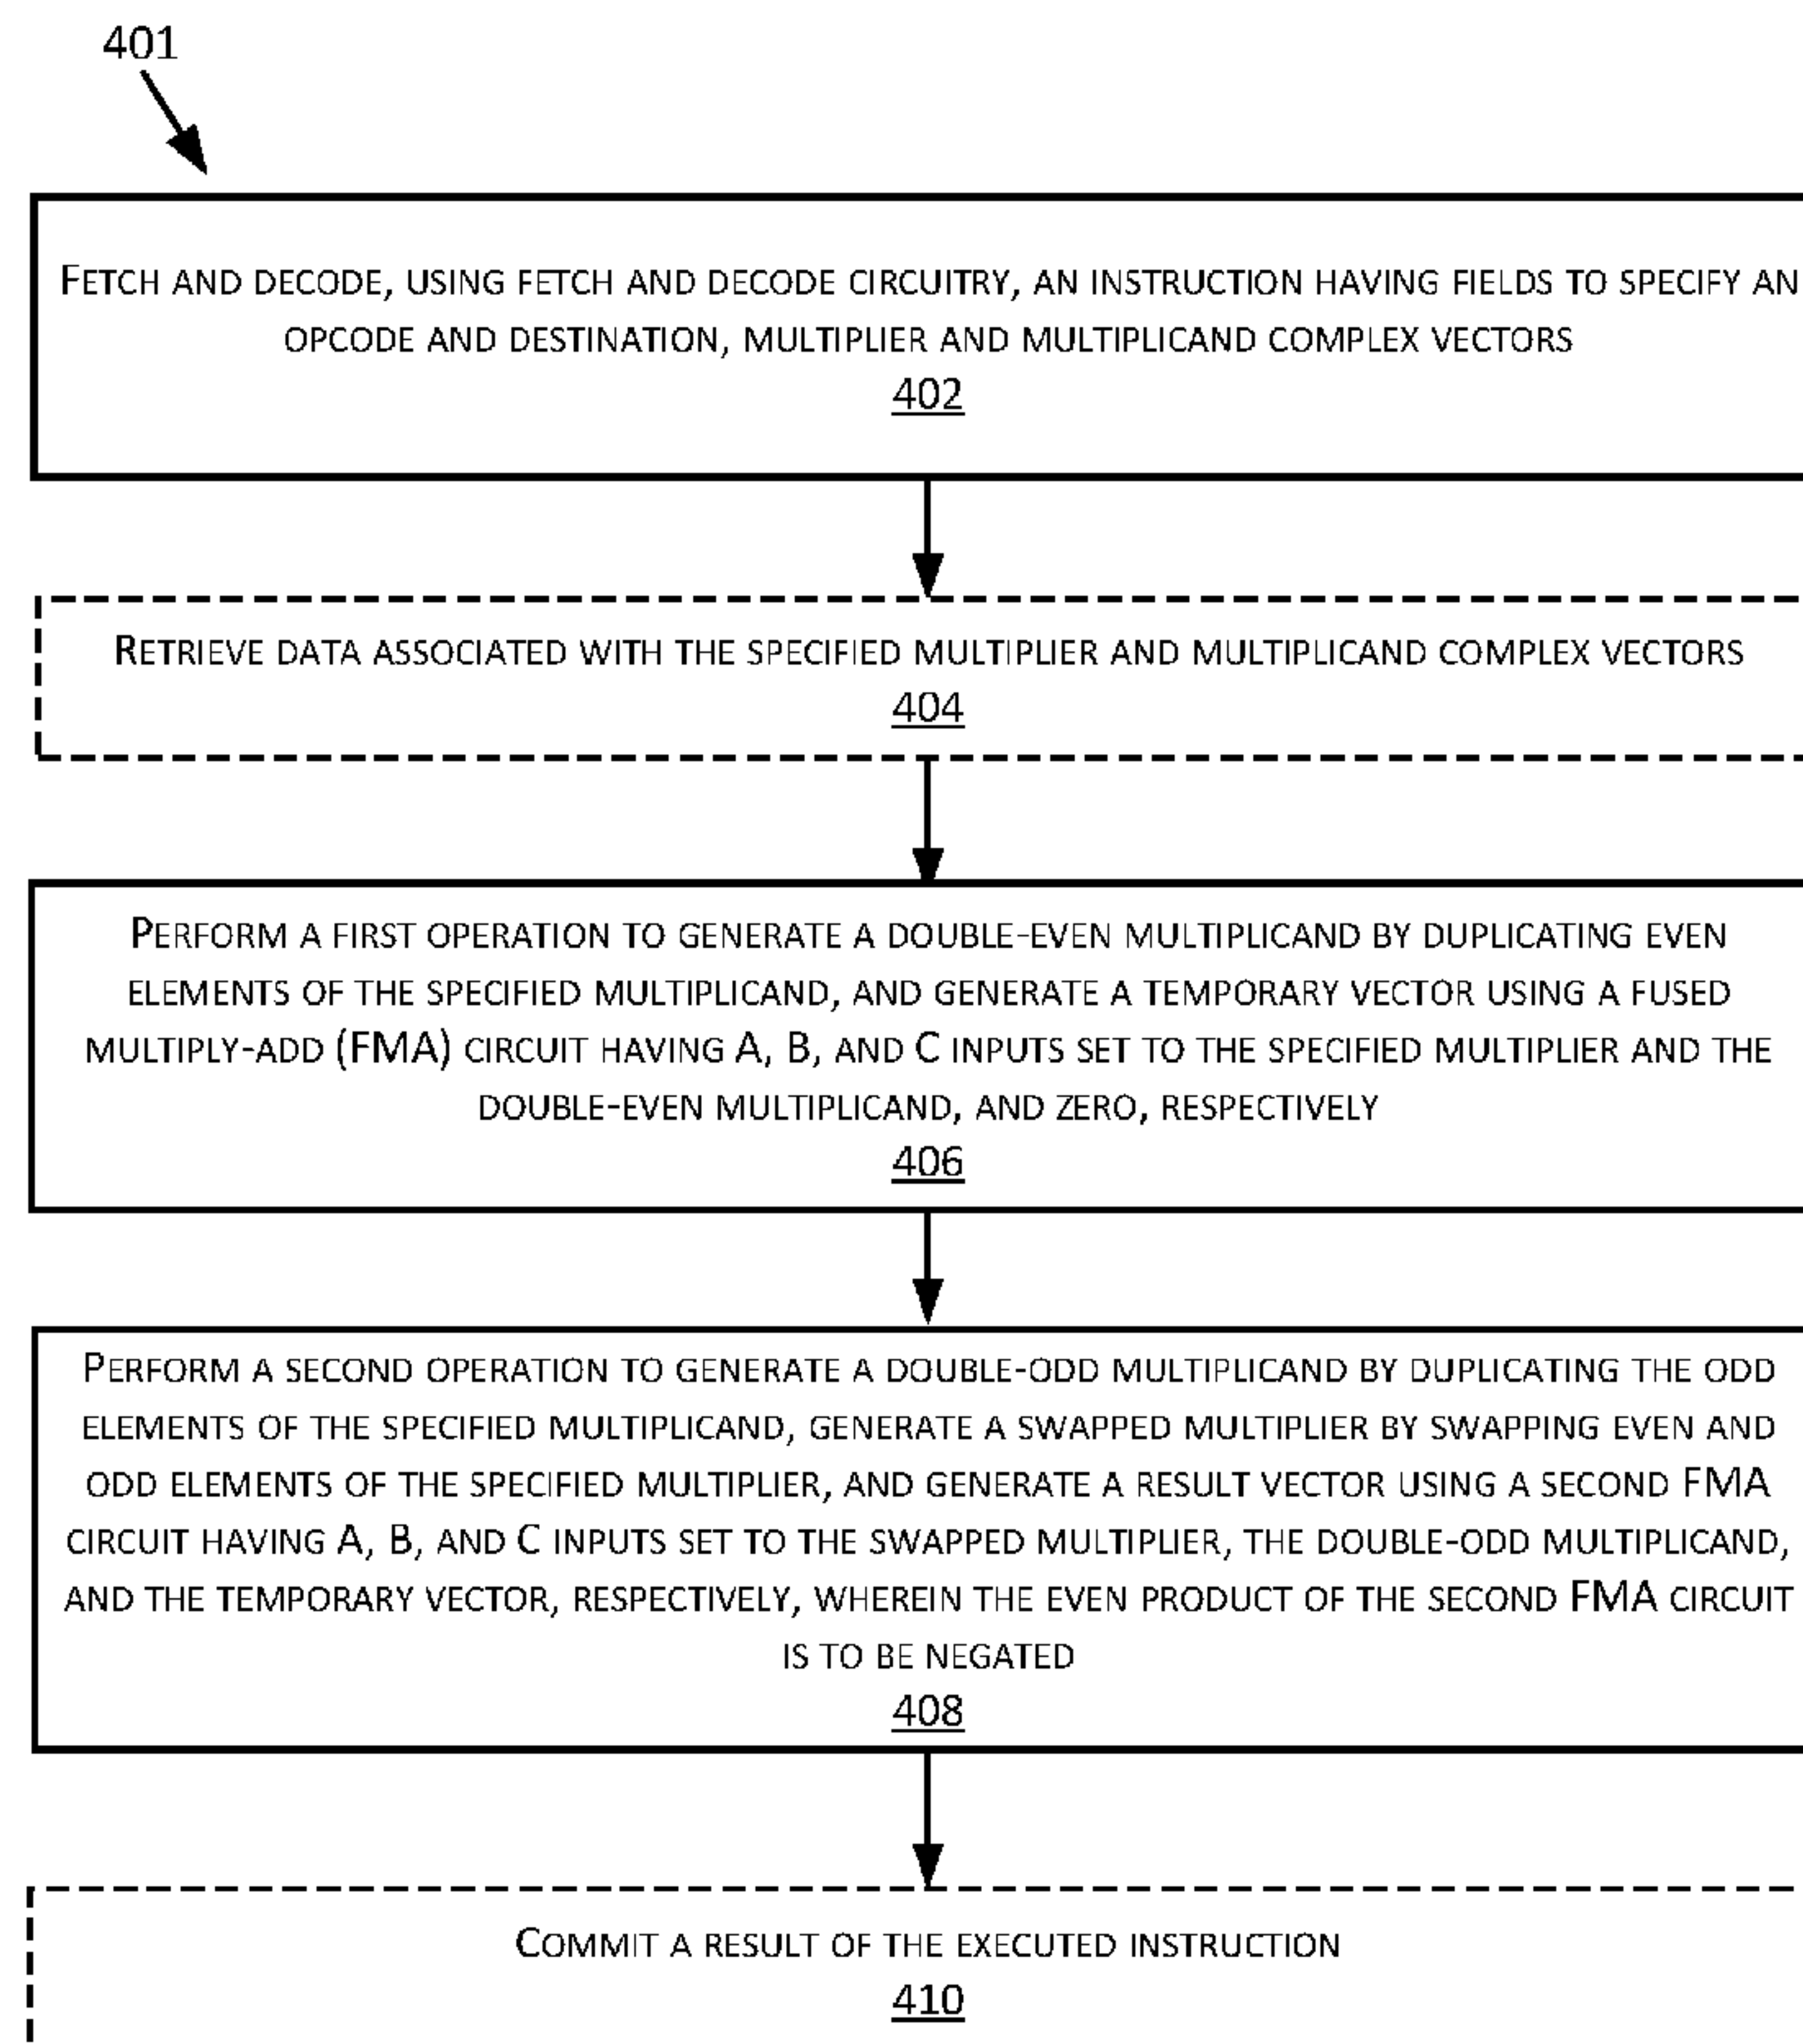 401
Fetch and decode, using fetch and decode circuitry, an instruction having fields to specify an
opcode and destination, multiplier and multiplicand complex vectors
402
Retrieve data associated with the specified multiplier and multiplicand complex vectors
404
Perform a first operation to generate a double-even multiplicand by duplicating even
elements of the specified multiplicand, and generate a temporary vector using a fused
multiply-add (FMA) circuit having A, B, and C inputs set to the specified multiplier and the
double-even multiplicand, and zero, respectively
406
Perform a second operation to generate a double-odd multiplicand by duplicating the odd
elements of the specified multiplicand, generate a swapped multiplier by swapping even and
odd elements of the specified multiplier, and generate a result vector using a second FMA
circuit having A, B, and C inputs set to the swapped multiplier, the double-odd multiplicand,
and the temporary vector, respectively, wherein the even product of the second FMA circuit
is to be negated
408
Commit a result of the executed instruction
410